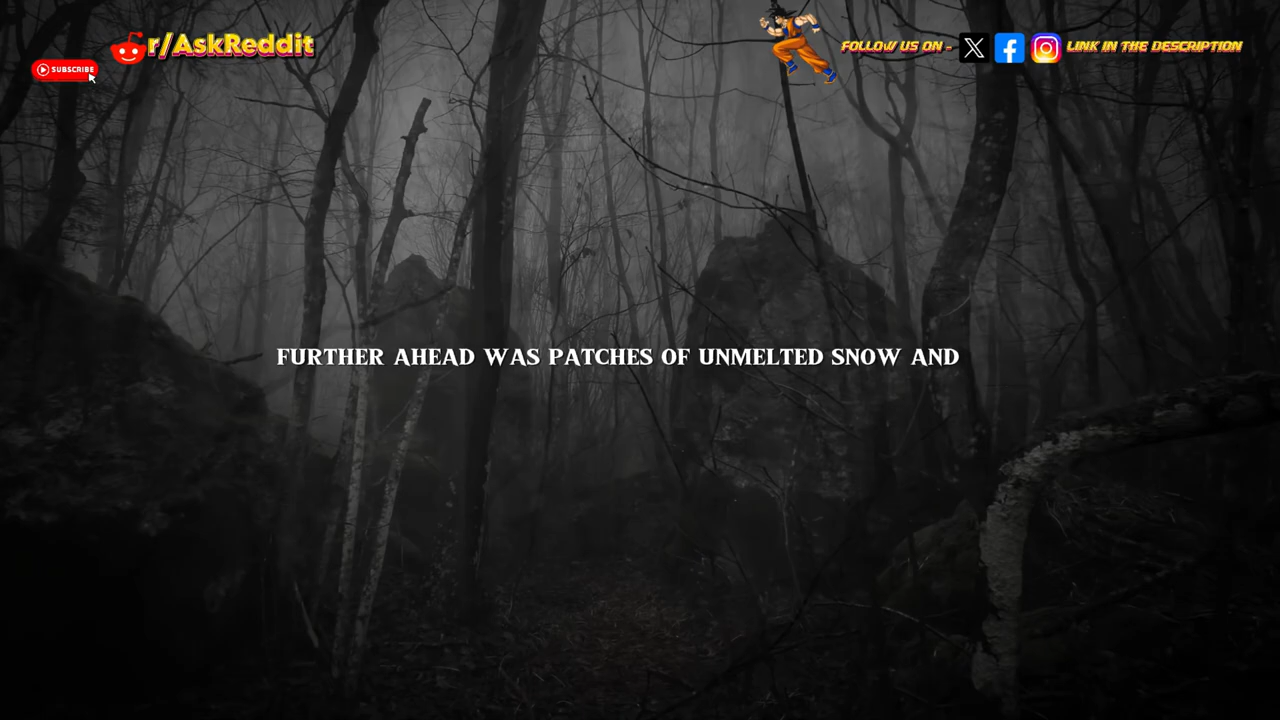 r/AskReddit
SUBSCRIBE
FOLLOW US ON -
LINK IN THE DESCRIPTION
FURTHER AHEAD WAS PATCHES OF UNMELTED SNOW AND